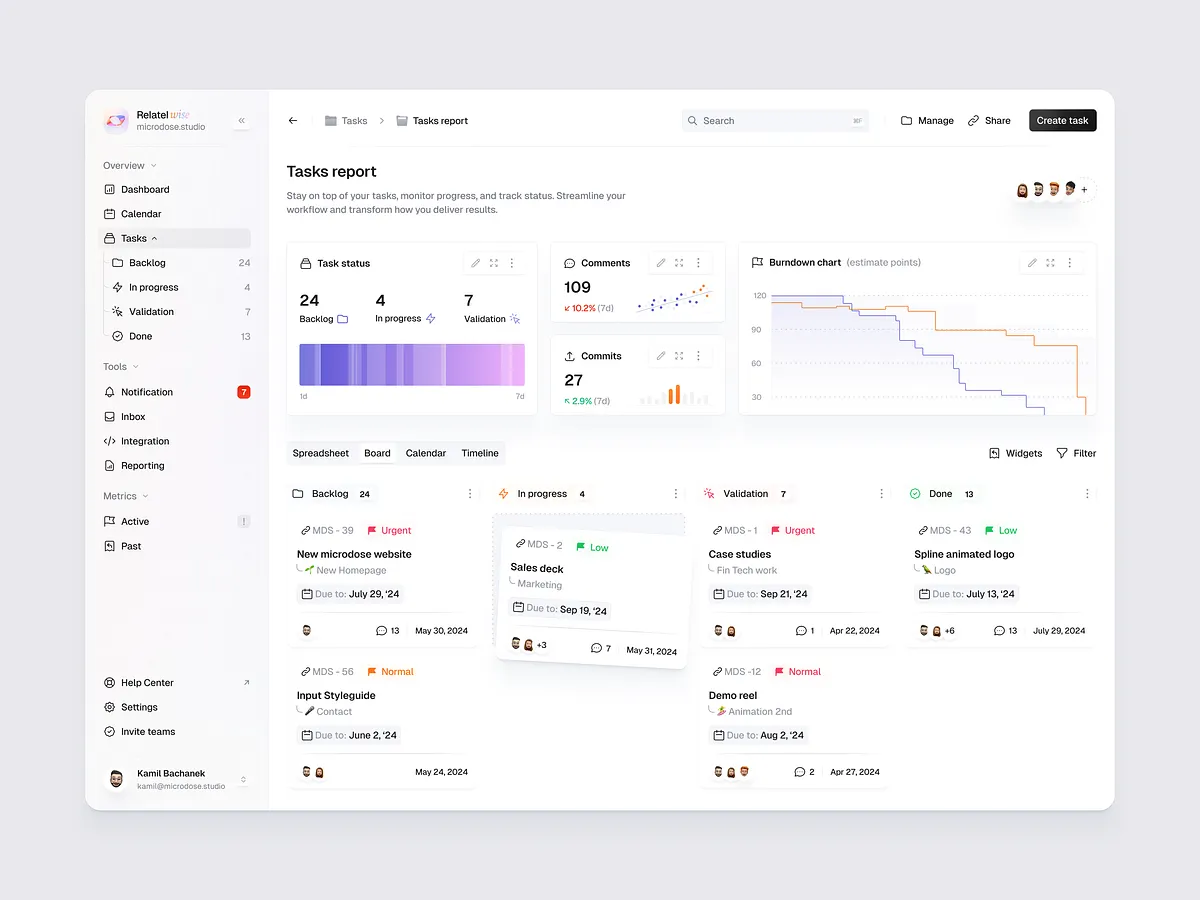 Relatel wise
microdose.studio
Overview
Dashboard
Calendar
Tasks
Backlog 24
In progress 4
Validation 7
Done 13
Tools
Notification 7
Inbox
Integration
Reporting
Metrics
Active !
Past
Help Center
Settings
Invite teams
Kamil Bachanek
kamil@microdose.studio
Tasks > Tasks report
Search ⌘F
Manage
Share
Create task
Tasks report
Stay on top of your tasks, monitor progress, and track status. Streamline your
workflow and transform how you deliver results.
+
Task status
24 4 7
Backlog In progress Validation
1d 7d
Comments
109
10.2% (7d)
Commits
27
2.9% (7d)
Burndown chart (estimate points)
120
90
60
30
Spreadsheet Board Calendar Timeline
Widgets Filter
Backlog 24
MDS - 39 Urgent
New microdose website
New Homepage
Due to: July 29, ‘24
13 May 30, 2024
MDS - 56 Normal
Input Styleguide
Contact
Due to: June 2, ‘24
May 24, 2024
In progress 4
MDS - 2 Low
Sales deck
Marketing
Due to: Sep 19, ‘24
+3 7 May 31, 2024
Validation 7
MDS - 1 Urgent
Case studies
Fin Tech work
Due to: Sep 21, ‘24
1 Apr 22, 2024
MDS -12 Normal
Demo reel
Animation 2nd
Due to: Aug 2, ‘24
2 Apr 27, 2024
Done 13
MDS - 43 Low
Spline animated logo
Logo
Due to: July 13, ‘24
+6 13 July 29, 2024